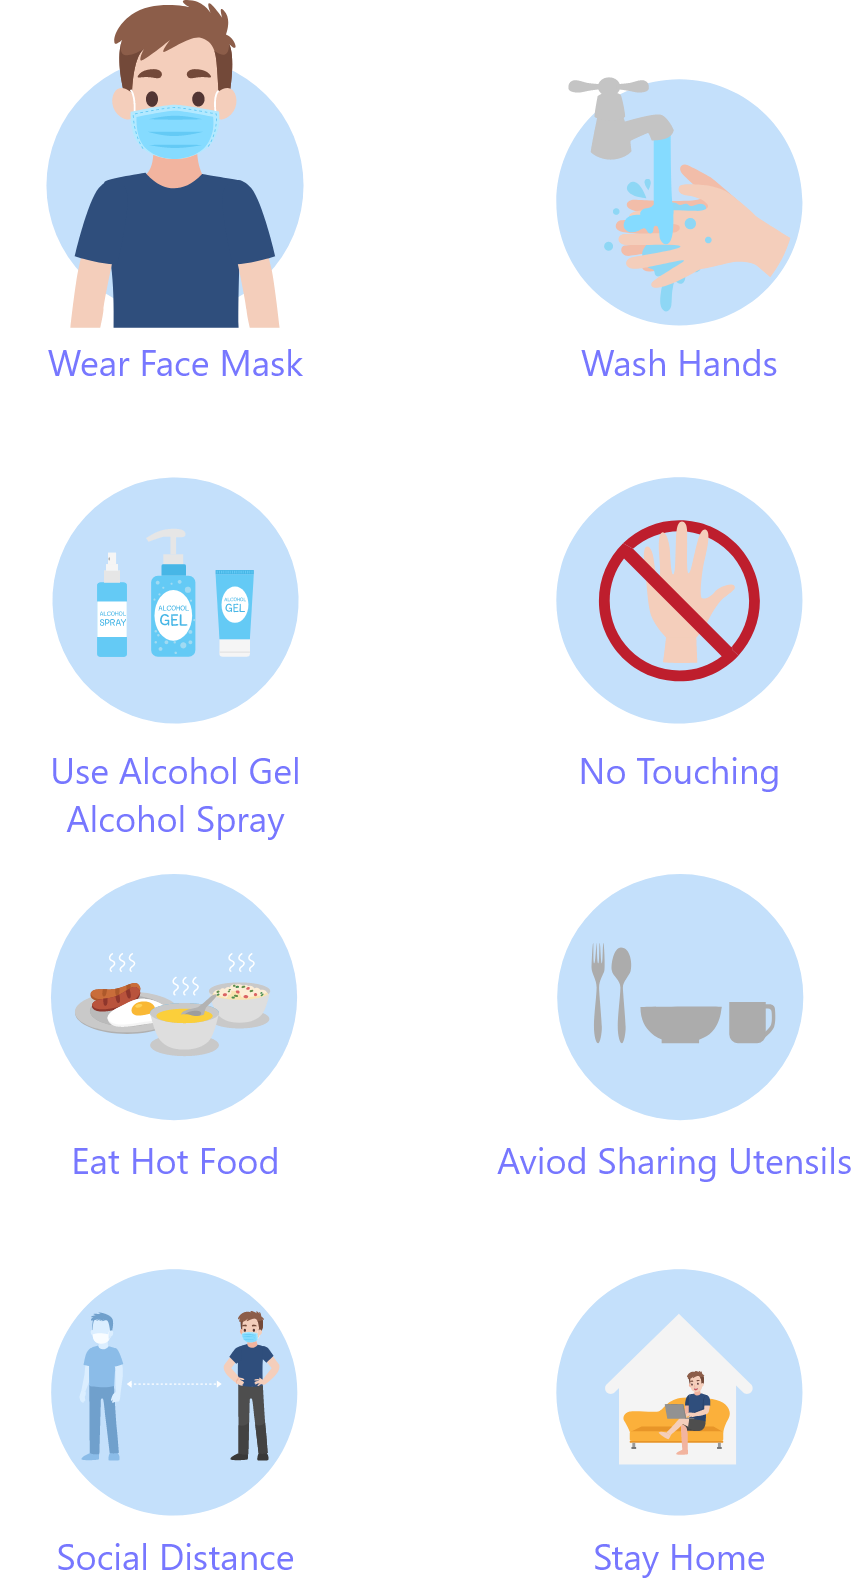 Wear Face Mask
Wash Hands
ALCOHOL
SPRAY
ALCOHOL
GEL
ALCOHOL
GEL
Use Alcohol Gel
Alcohol Spray
No Touching
Eat Hot Food
Aviod Sharing Utensils
Social Distance
Stay Home